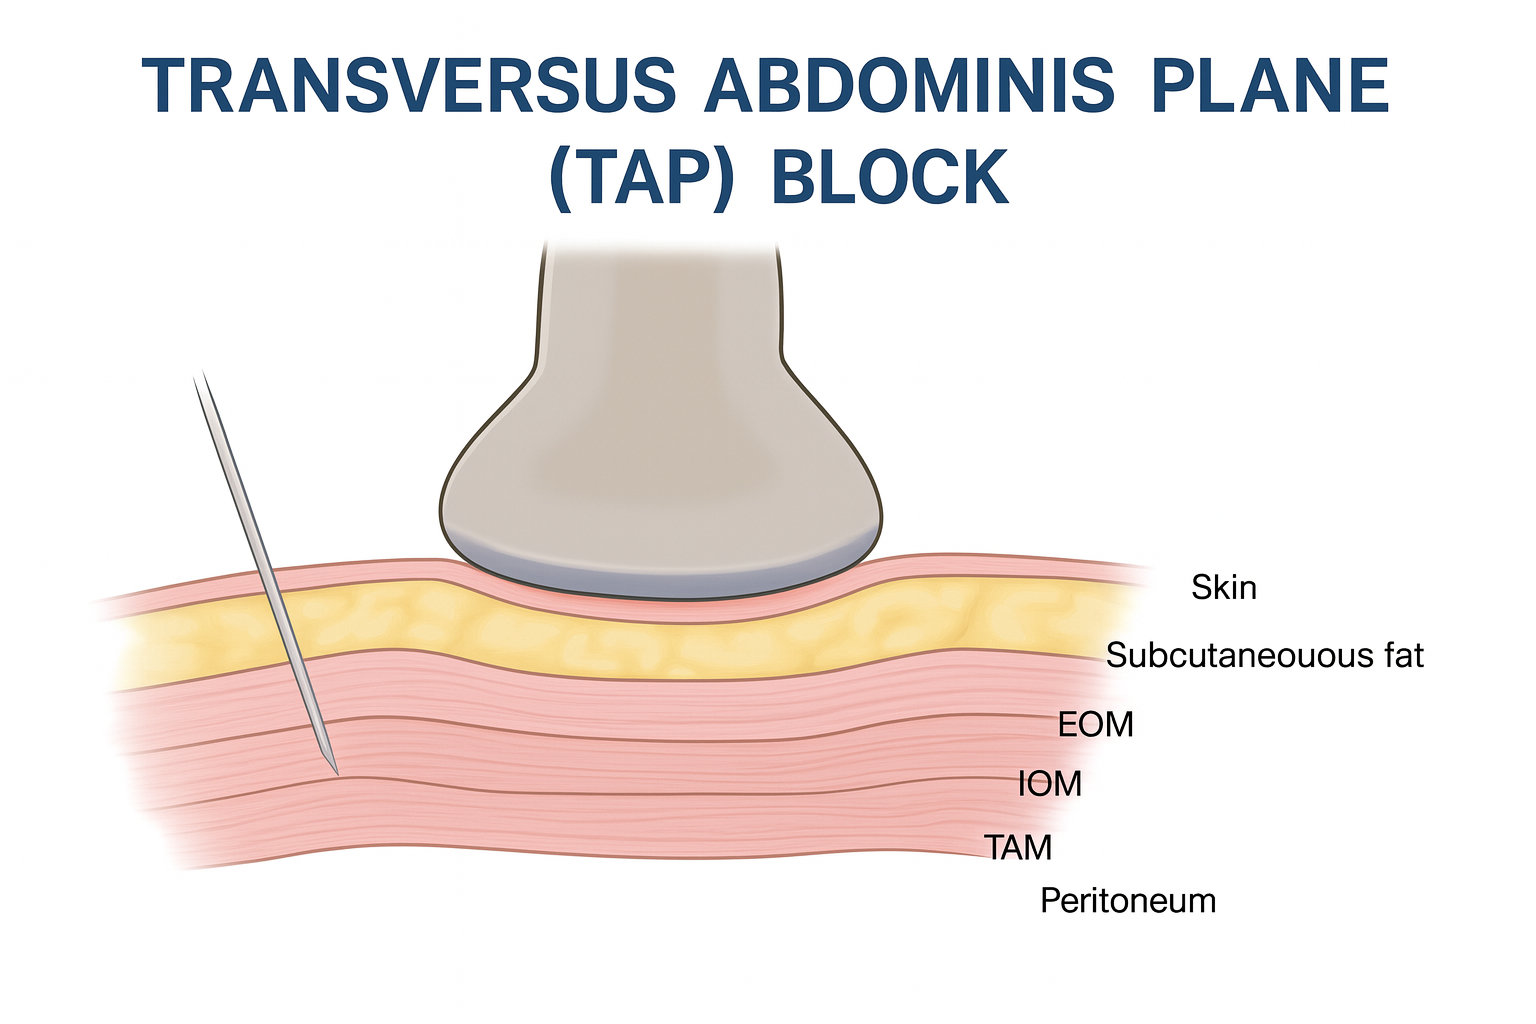 TRANSVERSUS ABDOMINIS PLANE
(TAP) BLOCK
Skin
Subcutaneouous fat
EOM
IOM
TAM
Peritoneum